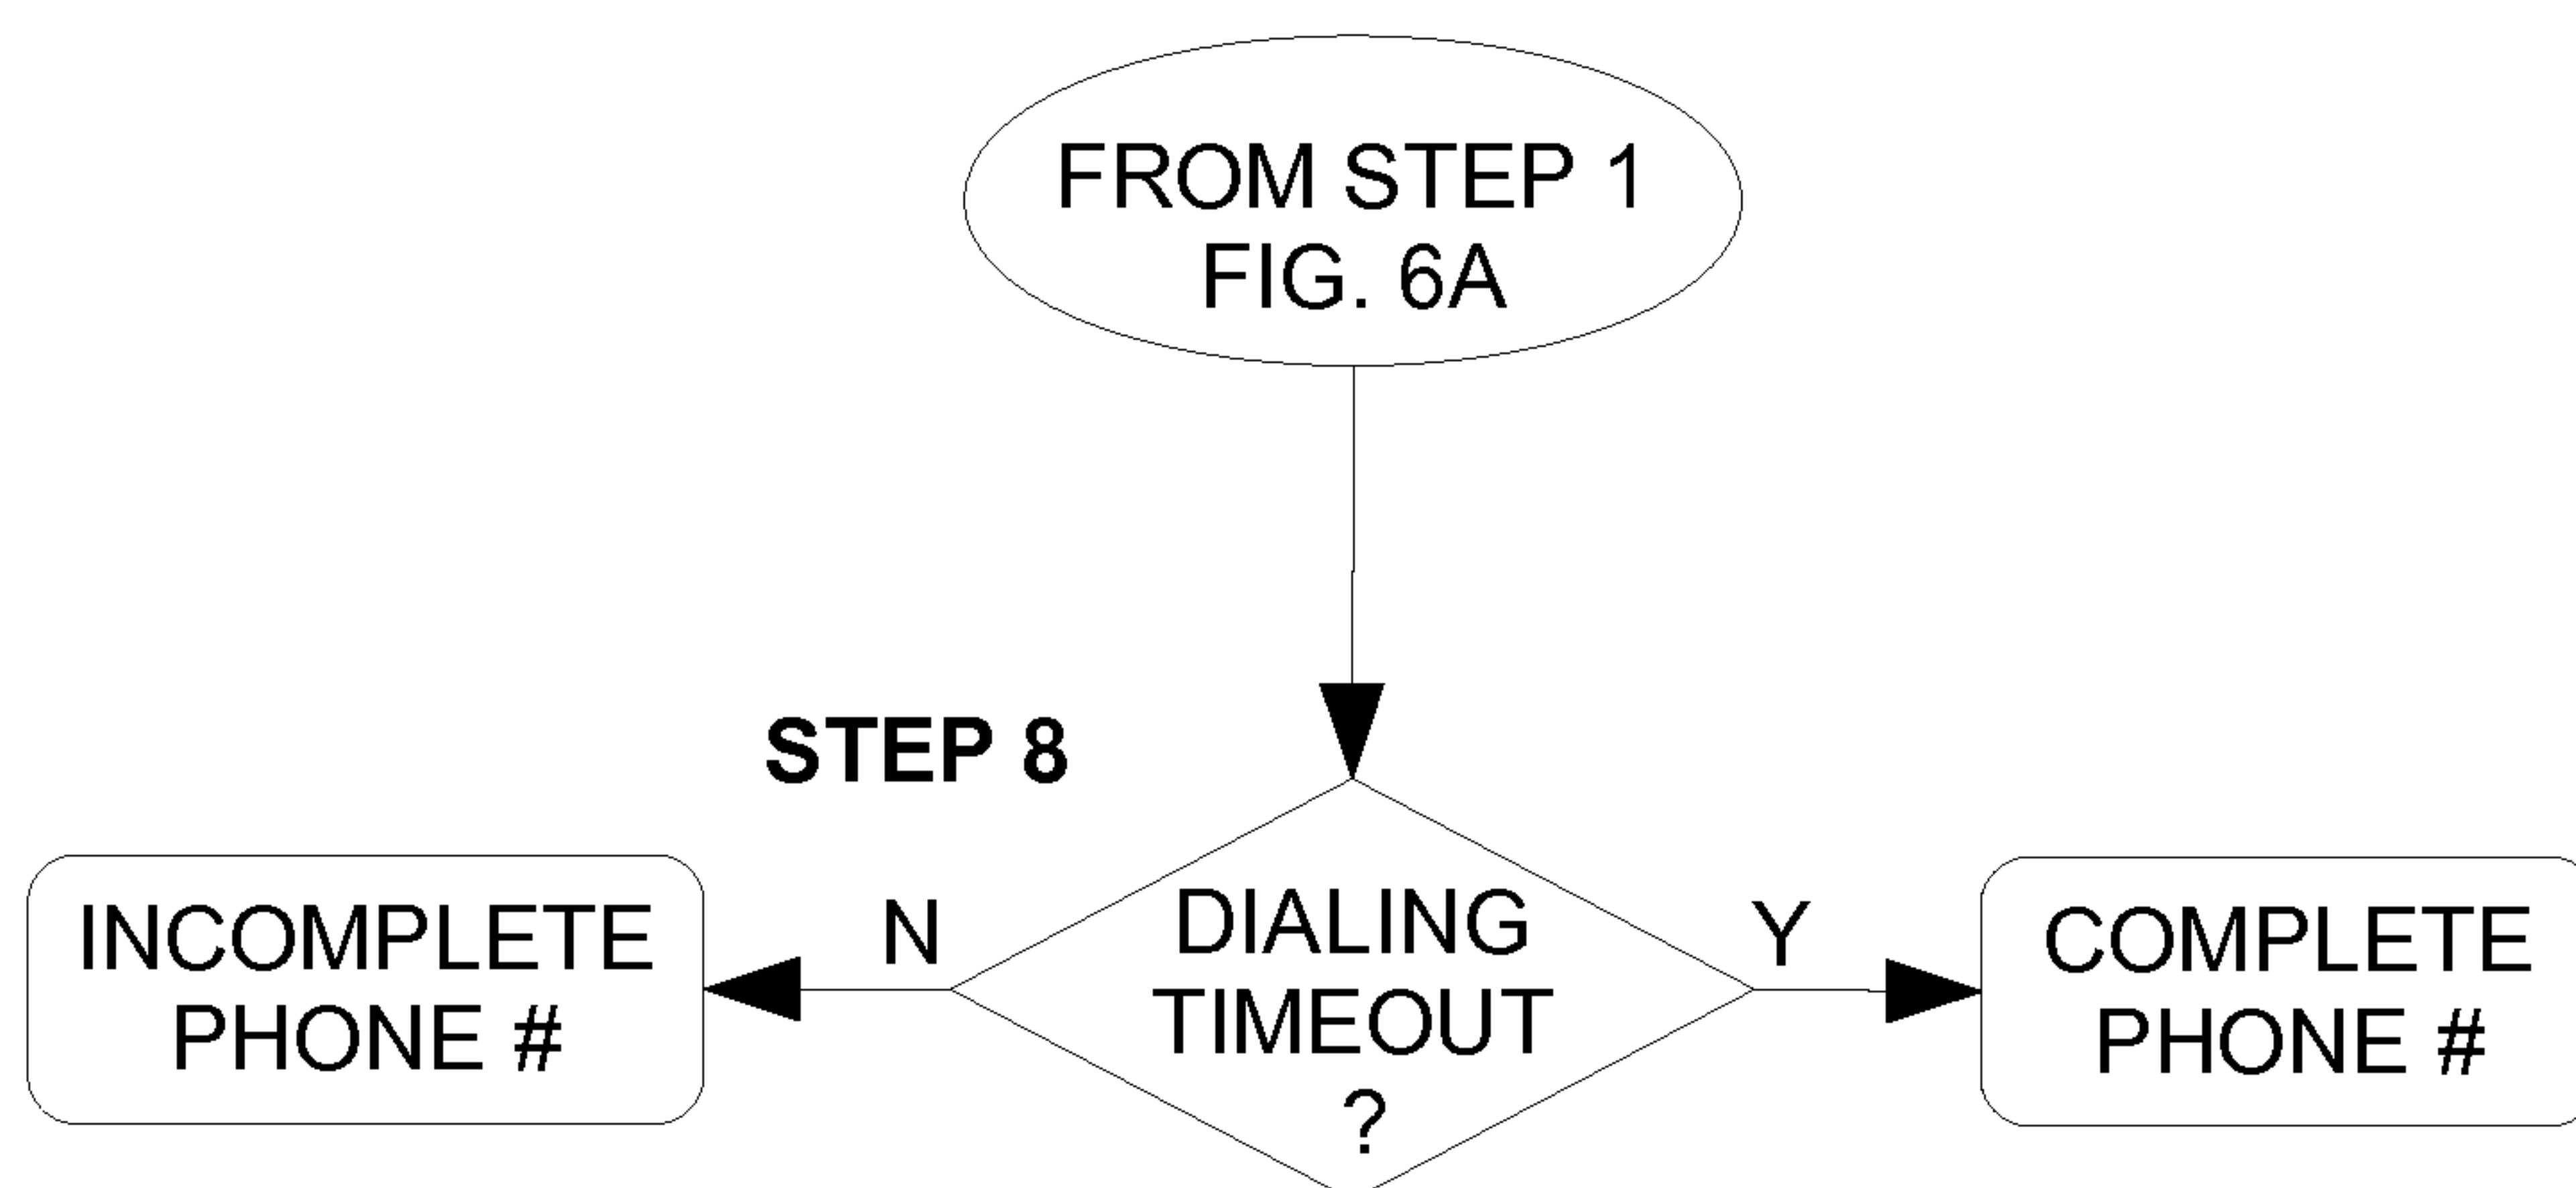 FROM STEP 1
FIG. 6A
STEP 8
INCOMPLETE
PHONE #
N
DIALING
TIMEOUT
?
Y
COMPLETE
PHONE #